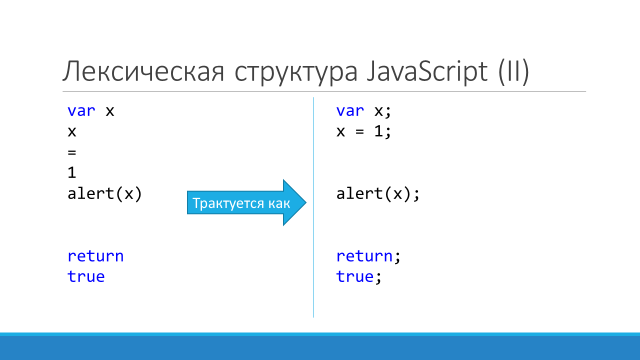 Лексическая структура JavaScript (II)
var x
x
=
1
alert(x)
return
true
Трактуется как
var x;
x = 1;
alert(x);
return;
true;